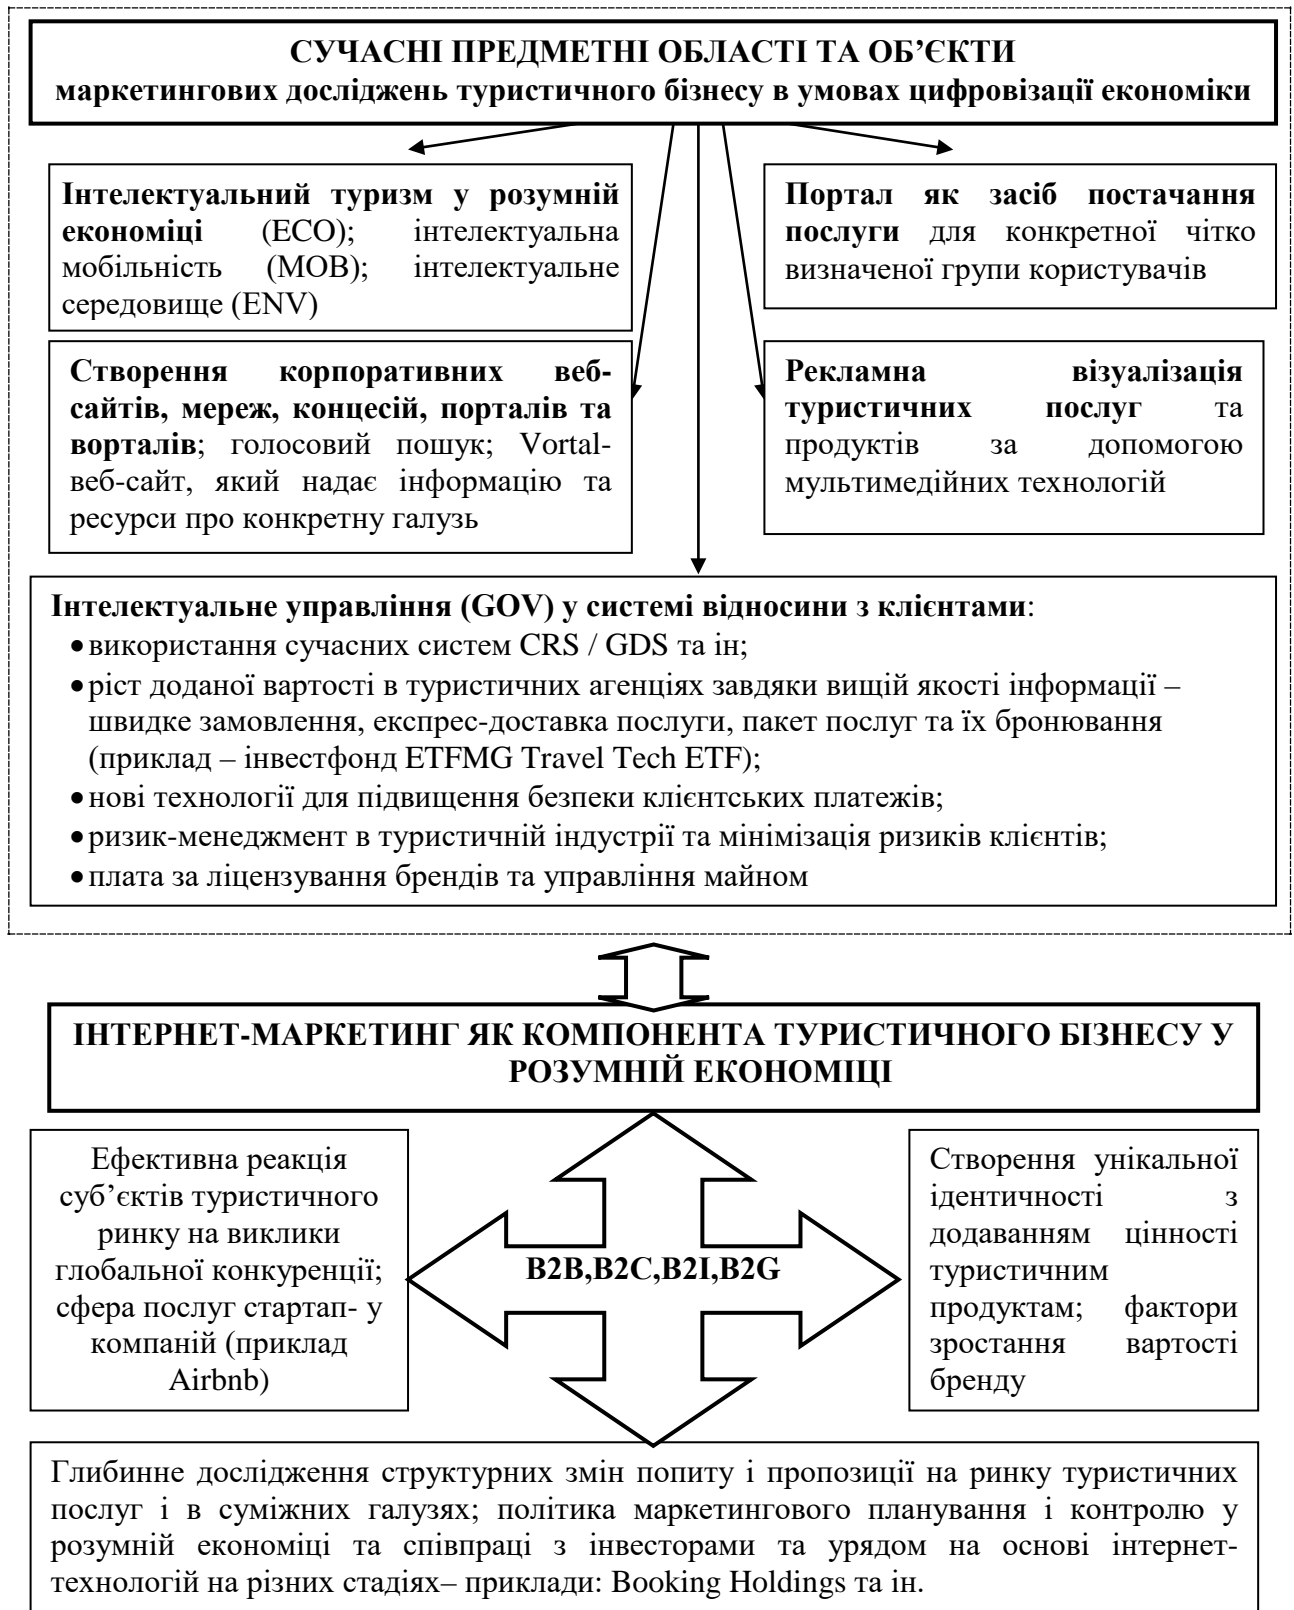 СУЧАСНІ ПРЕДМЕТНІ ОБЛАСТІ ТА ОБ’ЄКТИ
маркетингових досліджень туристичного бізнесу в умовах цифровізації економіки
Інтелектуальний туризм у розумній
економіці (ECO); інтелектуальна
мобільність (MOB); інтелектуальне
середовище (ENV)
Портал як засіб постачання
послуги для конкретної чітко
визначеної групи користувачів
Створення корпоративних веб-
сайтів, мереж, концесій, порталів та
ворталів; голосовий пошук; Vortal-
веб-сайт, який надає інформацію та
ресурси про конкретну галузь
Рекламна візуалізація
туристичних послуг та
продуктів за допомогою
мультимедійних технологій
Інтелектуальне управління (GOV) у системі відносини з клієнтами:
• використання сучасних систем CRS / GDS та ін;
• ріст доданої вартості в туристичних агенціях завдяки вищій якості інформації –
швидке замовлення, експрес-доставка послуги, пакет послуг та їх бронювання
(приклад – інвестфонд ETFMG Travel Tech ETF);
• нові технології для підвищення безпеки клієнтських платежів;
• ризик-менеджмент в туристичній індустрії та мінімізація ризиків клієнтів;
• плата за ліцензування брендів та управління майном
ІНТЕРНЕТ-МАРКЕТИНГ ЯК КОМПОНЕНТА ТУРИСТИЧНОГО БІЗНЕСУ У
РОЗУМНІЙ ЕКОНОМІЦІ
Ефективна реакція
суб’єктів туристичного
ринку на виклики
глобальної конкуренції;
сфера послуг стартап- у
компаній (приклад
Airbnb)
B2B,B2C,B2I,B2G
Створення унікальної
ідентичності з
додаванням цінності
туристичним
продуктам; фактори
зростання вартості
бренду
Глибинне дослідження структурних змін попиту і пропозиції на ринку туристичних
послуг і в суміжних галузях; політика маркетингового планування і контролю у
розумній економіці та співпраці з інвесторами та урядом на основі інтернет-
технологій на різних стадіях– приклади: Booking Holdings та ін.